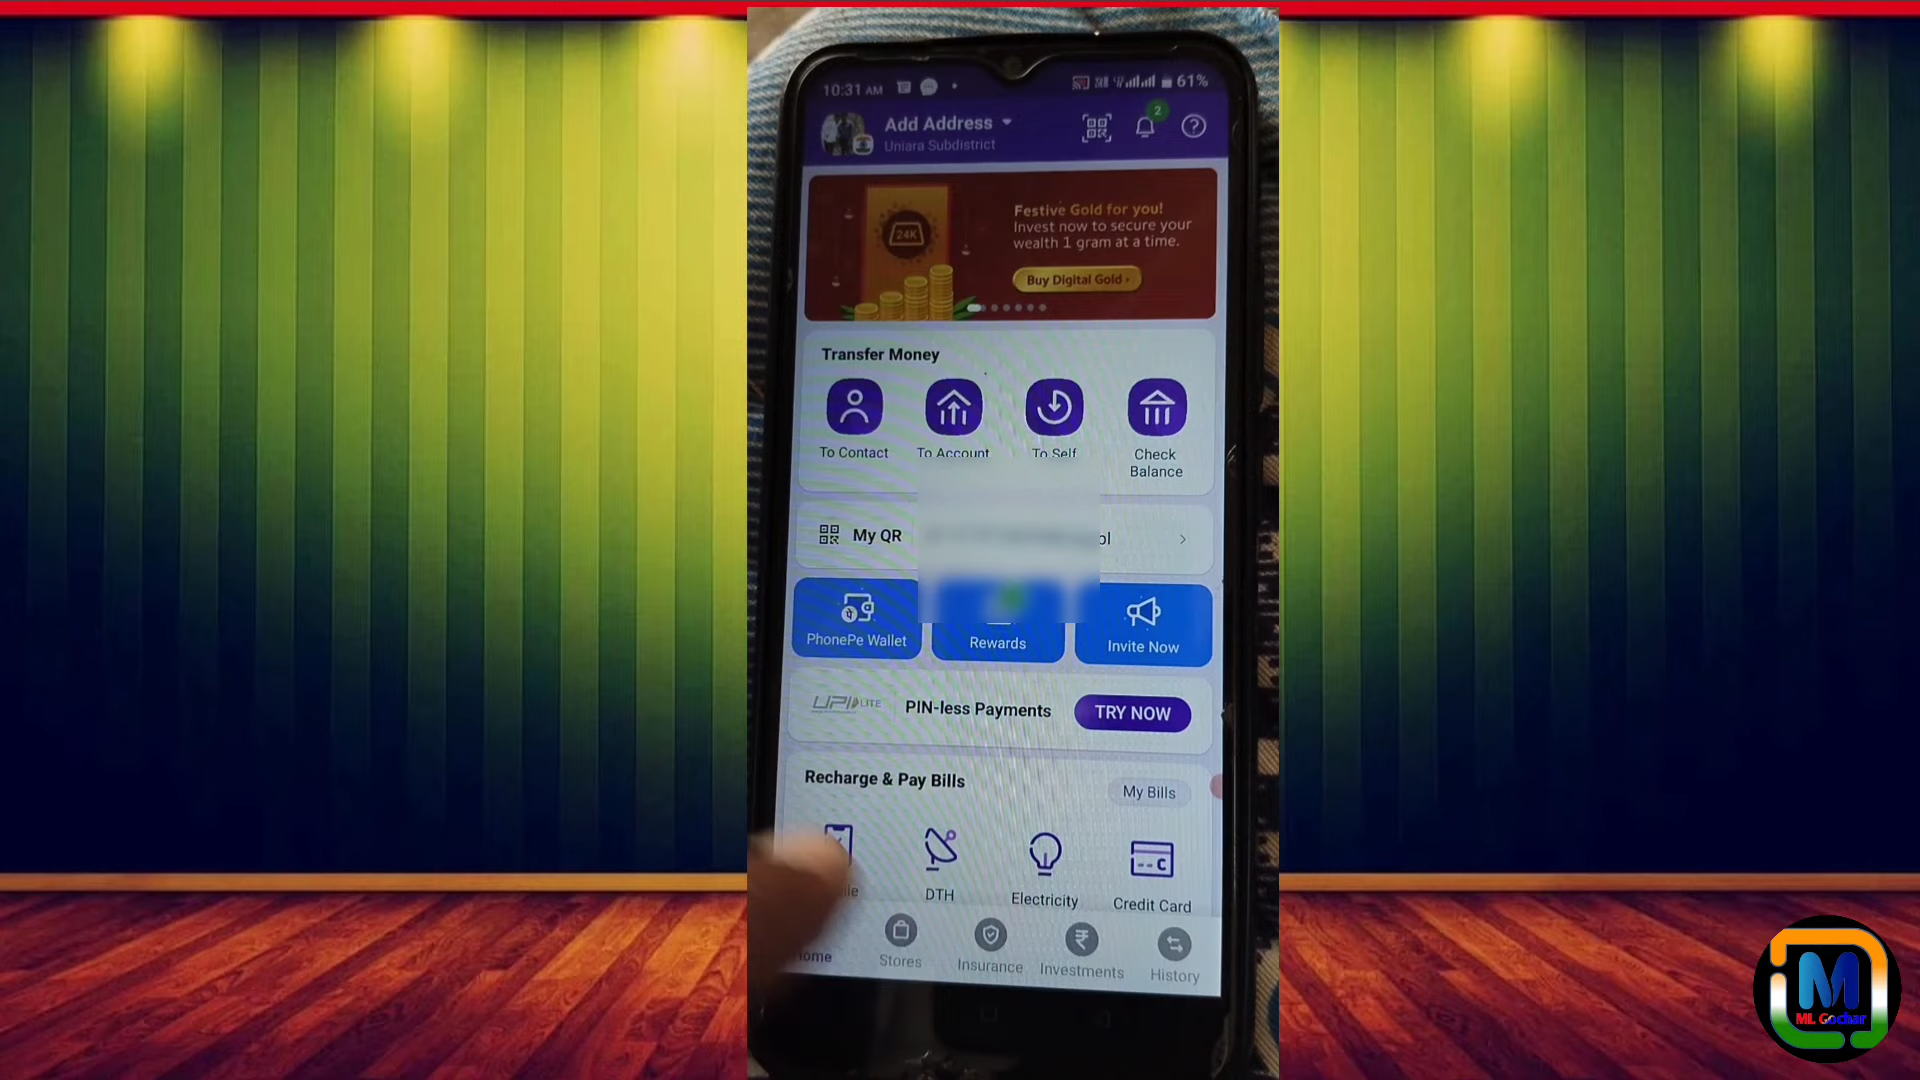 10:31 AM
61%
Add Address
2
Uniara Subdistrict
Festive Gold for you!
Invest now to secure your
wealth 1 gram at a time.
24K
Buy Digital Gold ›
Transfer Money
To Contact
To Account
To Self
Check
Balance
My QR
PhonePe Wallet
Rewards
Invite Now
UPI LITE
PIN-less Payments
TRY NOW
Recharge & Pay Bills
My Bills
DTH
Electricity
Credit Card
Stores
Insurance
Investments
History
M
ML Gochar